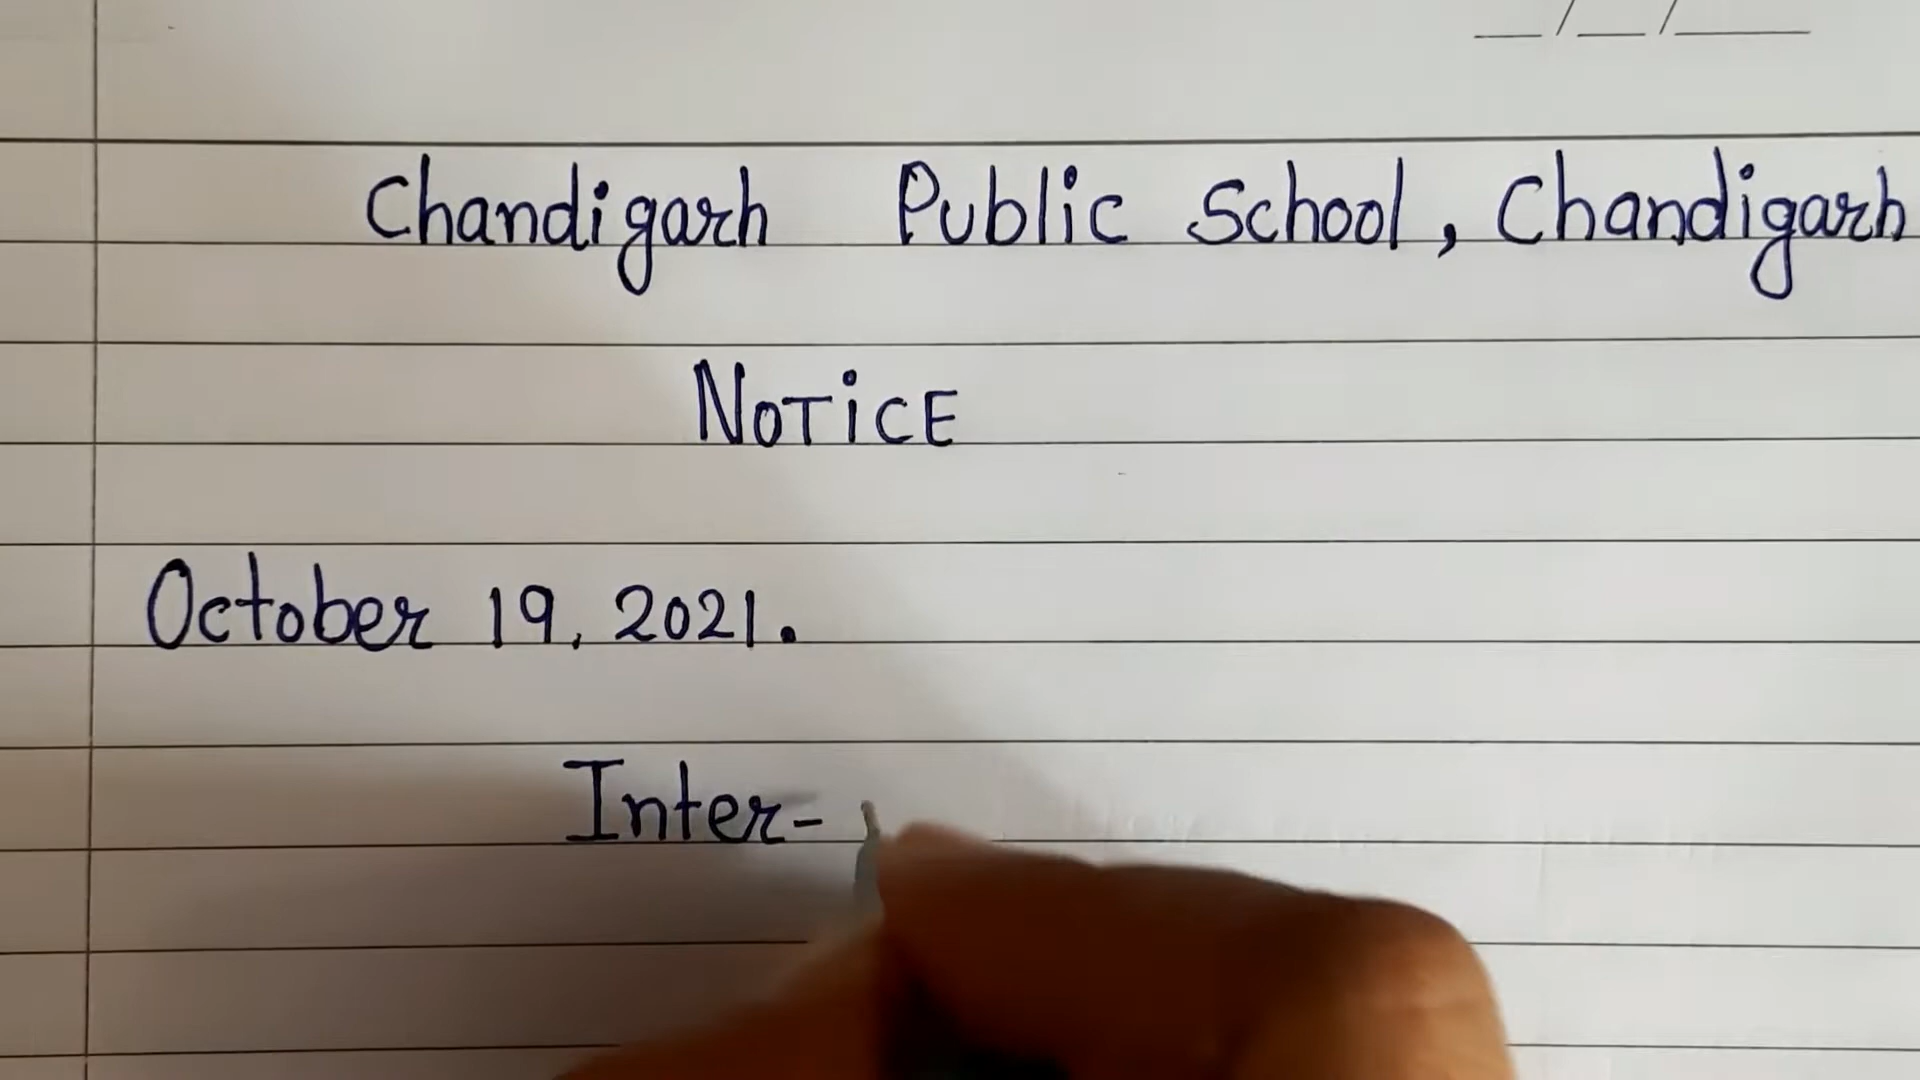 Chandigarh Public School, Chandigarh
NOTiCE
October 19, 2021.
Inter-